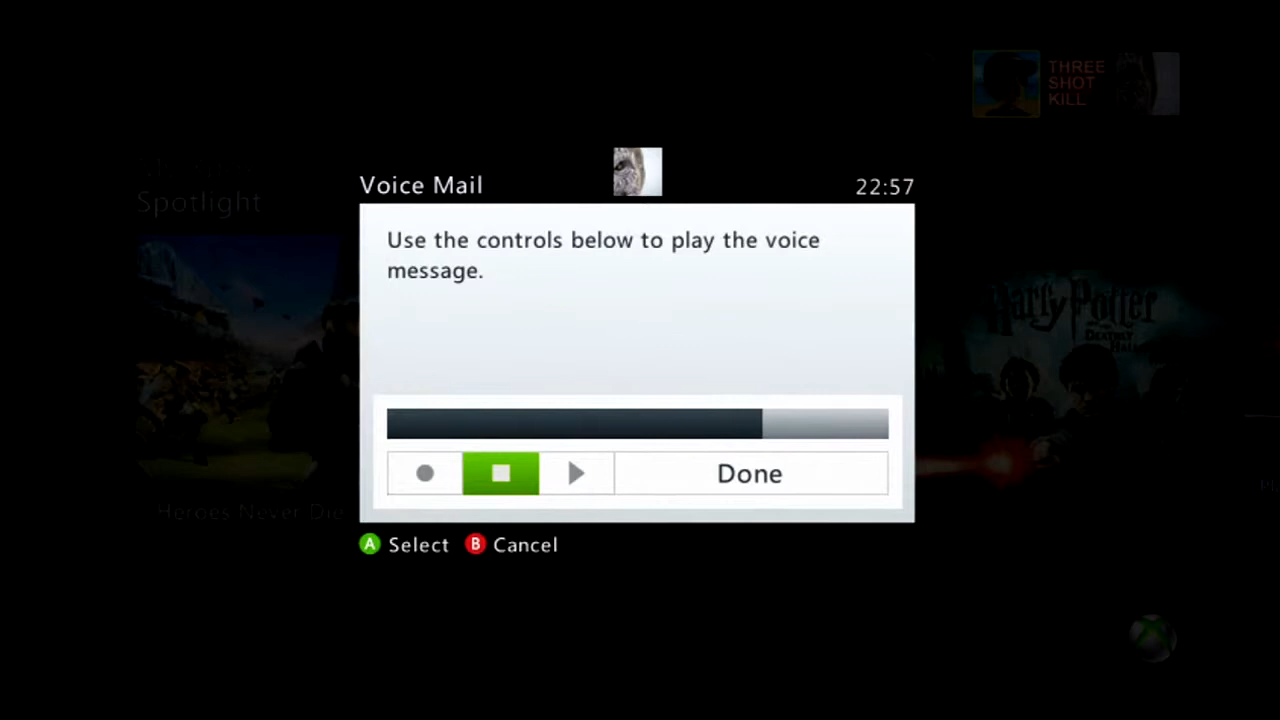 THREE
SHOT
KILL
Voice Mail
22:57
Spotlight
Use the controls below to play the voice
message.
Harry Potter
Done
Heroes Never Die
A Select B Cancel